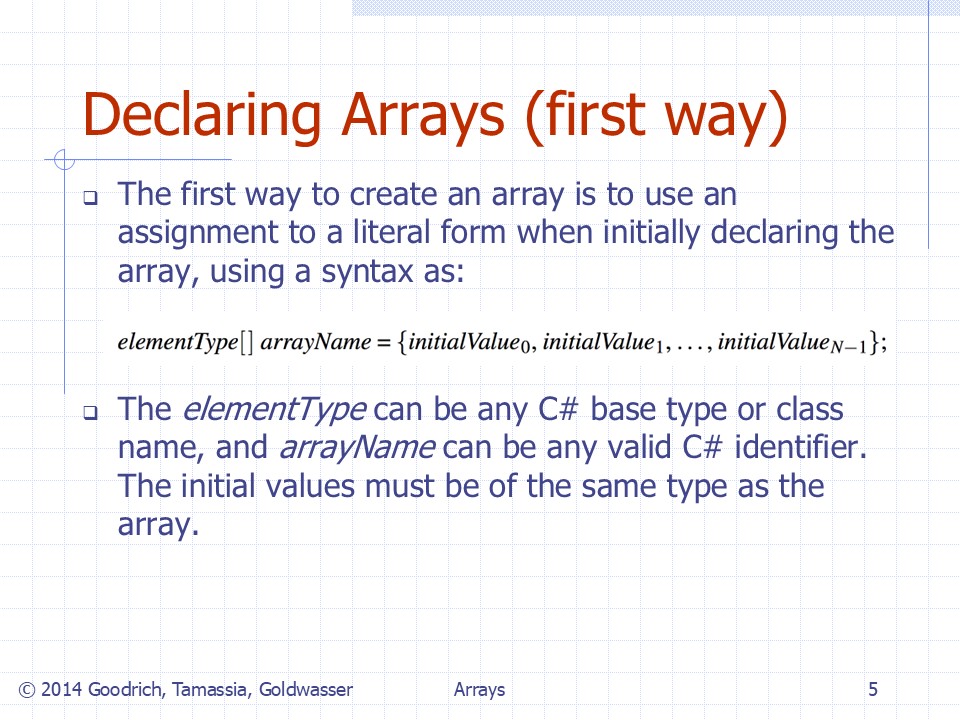 Declaring Arrays (first way)
❑ The first way to create an array is to use an
assignment to a literal form when initially declaring the
array, using a syntax as:
elementType[] arrayName = {initialValue₀, initialValue₁, . . . , initialValue_{N−1}};
❑ The elementType can be any C# base type or class
name, and arrayName can be any valid C# identifier.
The initial values must be of the same type as the
array.
© 2014 Goodrich, Tamassia, Goldwasser Arrays 5